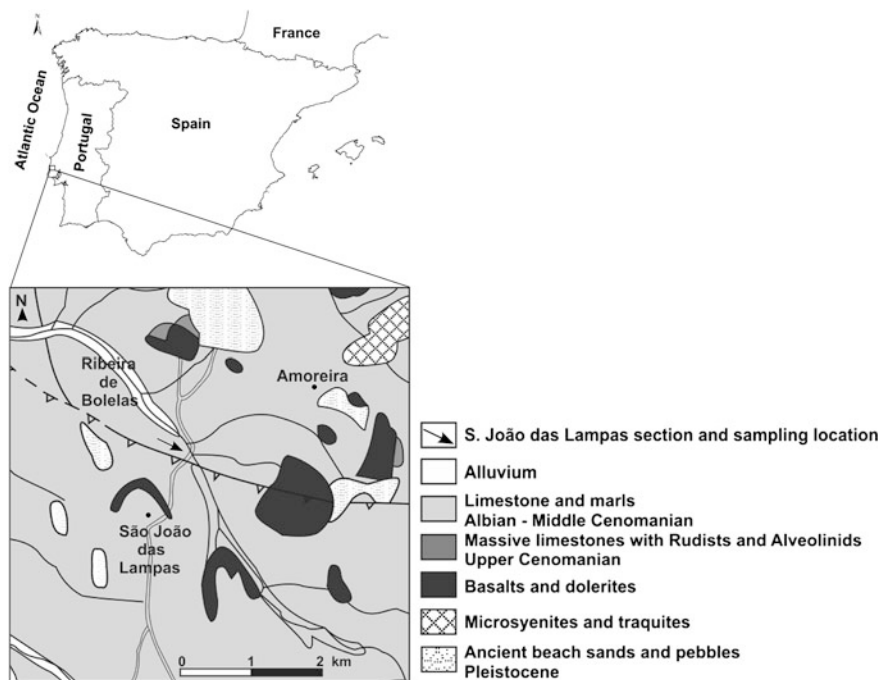 N
France
Atlantic Ocean
Portugal
Spain
N
Ribeira
de
Bolelas
Amoreira
São João
das
Lampas
0 1 2 km
S. João das Lampas section and sampling location
Alluvium
Limestone and marls
Albian - Middle Cenomanian
Massive limestones with Rudists and Alveolinids
Upper Cenomanian
Basalts and dolerites
Microsyenites and traquites
Ancient beach sands and pebbles
Pleistocene